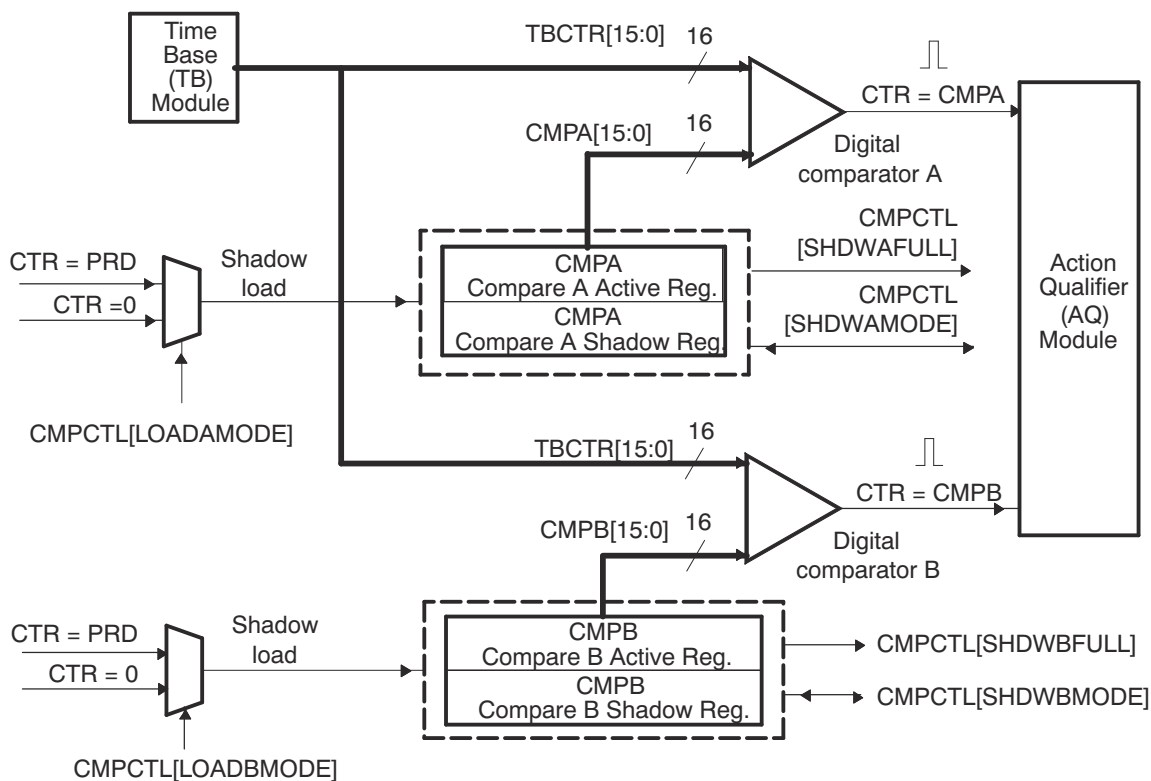 Time
Base
(TB)
Module
TBCTR[15:0]
16
CTR = CMPA
CMPA[15:0]
16
Digital
comparator A
CMPCTL
[SHDWAFULL]
CMPCTL
[SHDWAMODE]
Action
Qualifier
(AQ)
Module
CTR = PRD
CTR =0
Shadow
load
CMPA
Compare A Active Reg.
CMPA
Compare A Shadow Reg.
CMPCTL[LOADAMODE]
TBCTR[15:0]
16
CTR = CMPB
CMPB[15:0]
16
Digital
comparator B
CTR = PRD
CTR = 0
Shadow
load
CMPB
Compare B Active Reg.
CMPB
Compare B Shadow Reg.
CMPCTL[SHDWBFULL]
CMPCTL[SHDWBMODE]
CMPCTL[LOADBMODE]